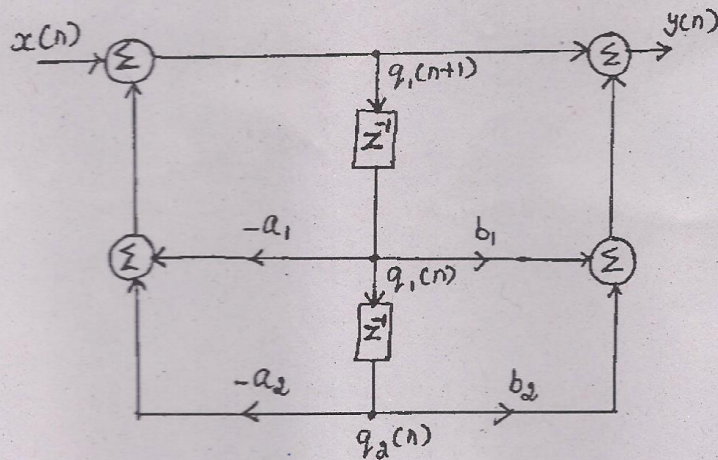 x(n) Σ Σ y(n)
q₁(n+1)
z⁻¹
Σ -a₁ b₁ Σ
q₁(n)
z⁻¹
-a₂ b₂
q₂(n)